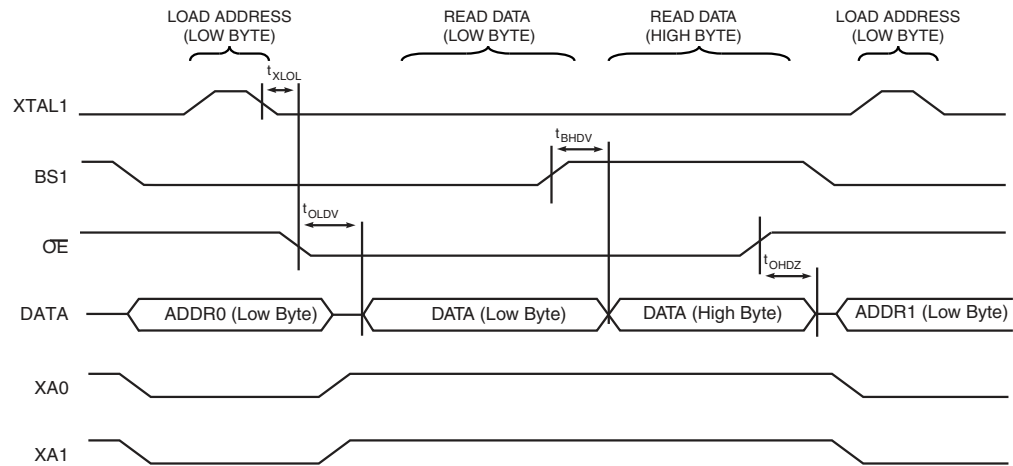 LOAD ADDRESS
(LOW BYTE)
READ DATA
(LOW BYTE)
READ DATA
(HIGH BYTE)
LOAD ADDRESS
(LOW BYTE)
tXLOL
XTAL1
tBHDV
BS1
tOLDV
OE
tOHDZ
DATA
ADDR0 (Low Byte)
DATA (Low Byte)
DATA (High Byte)
ADDR1 (Low Byte)
XA0
XA1